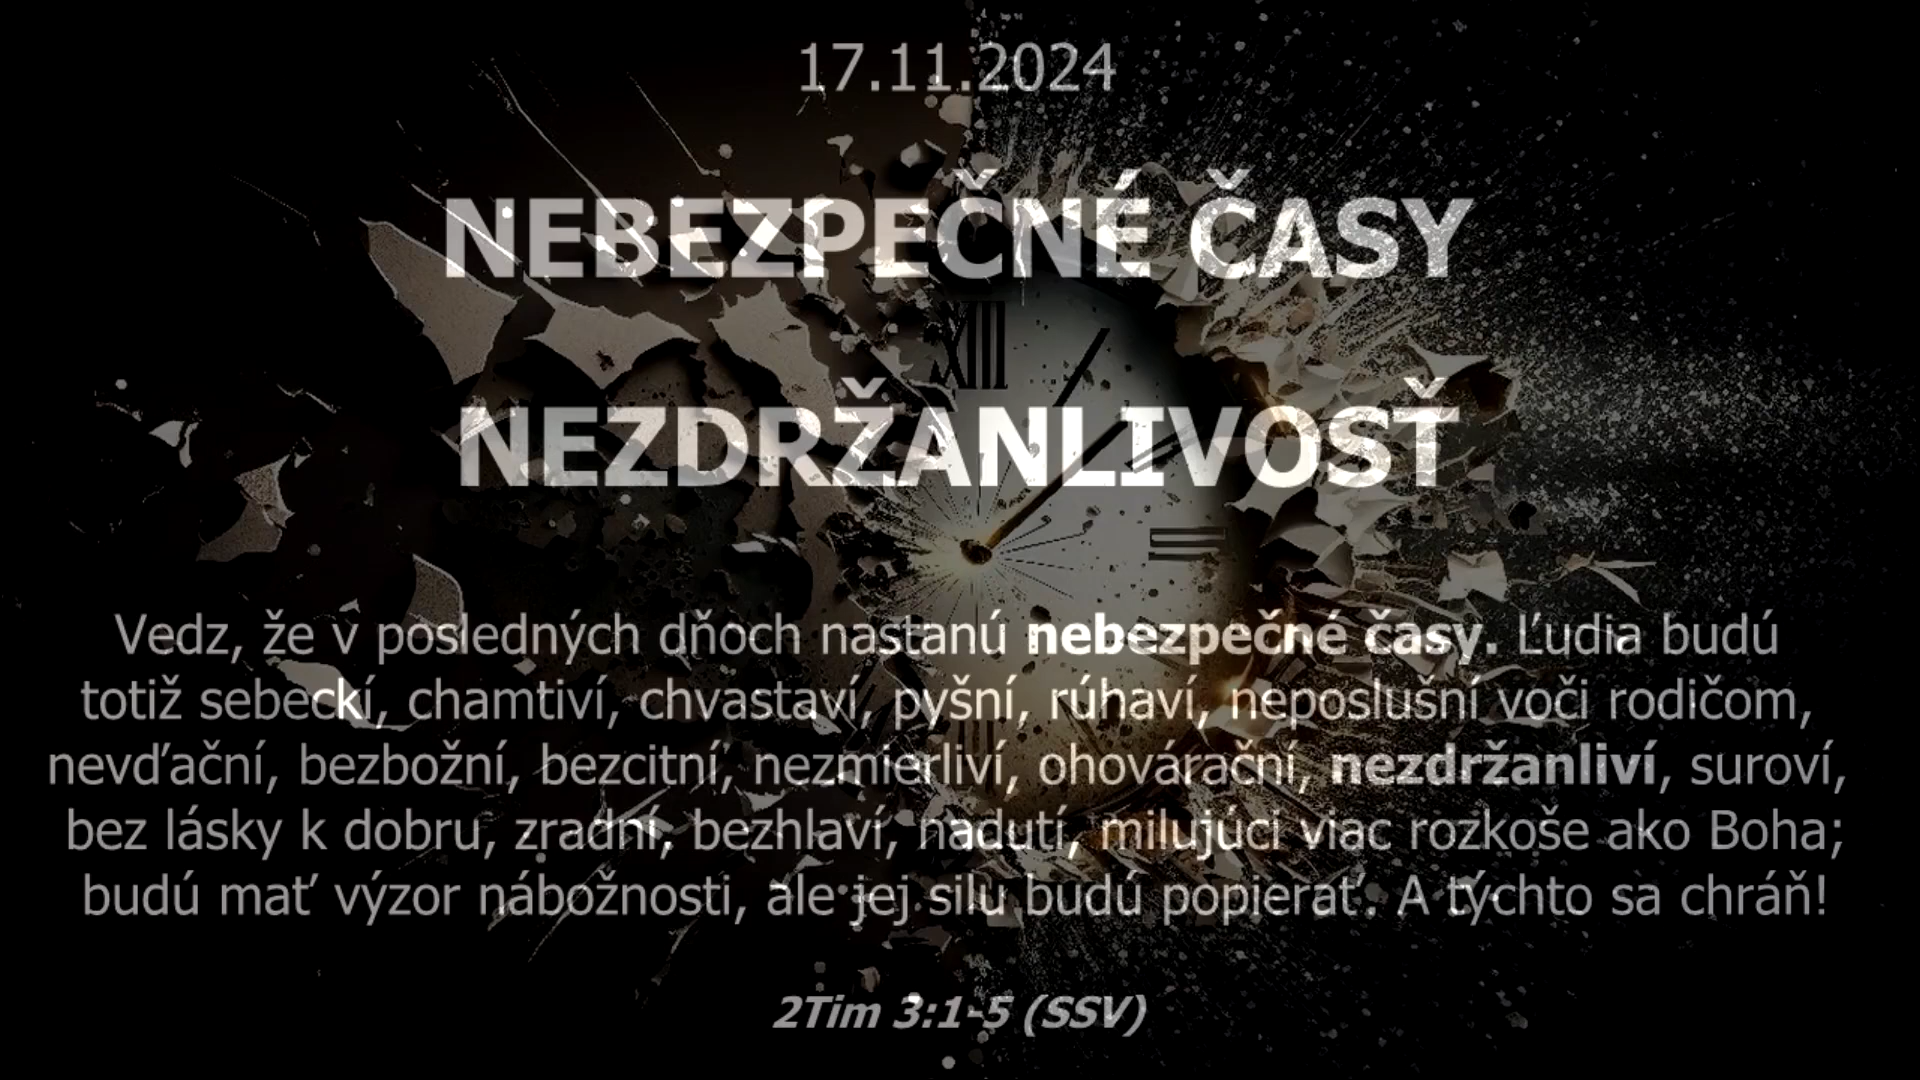 17.11.2024
NEBEZPEČNÉ ČASY
XII
NEZDRŽANLIVOSŤ
III
Vedz, že v posledných dňoch nastanú nebezpečné časy. Ľudia budú
totiž sebeckí, chamtiví, chvastaví, pyšní, rúhaví, neposlušní voči rodičom,
nevďační, bezbožní, bezcitní, nezmierliví, ohovárační, nezdržanliví, suroví,
bez lásky k dobru, zradní, bezhlaví, nadutí, milujúci viac rozkoše ako Boha;
budú mať výzor nábožnosti, ale jej silu budú popierať. A týchto sa chráň!
2Tim 3:1-5 (SSV)